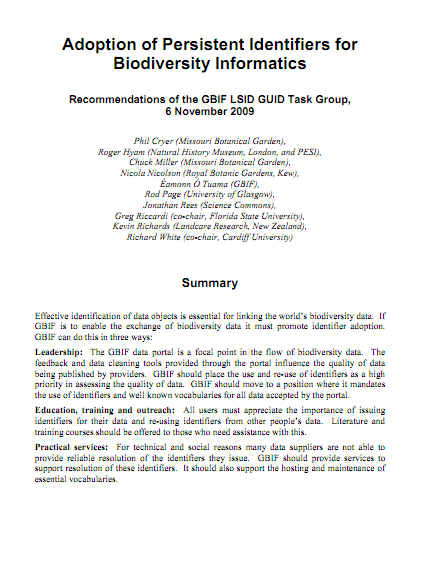 Adoption of Persistent Identifiers for
Biodiversity Informatics
Recommendations of the GBIF LSID GUID Task Group,
6 November 2009
Phil Cryer (Missouri Botanical Garden),
Roger Hyam (Natural History Museum, London, and PESI),
Chuck Miller (Missouri Botanical Garden),
Nicola Nicolson (Royal Botanic Gardens, Kew),
Éamonn Ó Tuama (GBIF),
Rod Page (University of Glasgow),
Jonathan Rees (Science Commons),
Greg Riccardi (co-chair, Florida State University),
Kevin Richards (Landcare Research, New Zealand),
Richard White (co-chair, Cardiff University)
Summary
Effective identification of data objects is essential for linking the world's biodiversity data. If
GBIF is to enable the exchange of biodiversity data it must promote identifier adoption.
GBIF can do this in three ways:
Leadership: The GBIF data portal is a focal point in the flow of biodiversity data. The
feedback and data cleaning tools provided through the portal influence the quality of data
being published by providers. GBIF should place the use and re-use of identifiers as a high
priority in assessing the quality of data. GBIF should move to a position where it mandates
the use of identifiers and well known vocabularies for all data accepted by the portal.
Education, training and outreach: All users must appreciate the importance of issuing
identifiers for their data and re-using identifiers from other people's data. Literature and
training courses should be offered to those who need assistance with this.
Practical services: For technical and social reasons many data suppliers are not able to
provide reliable resolution of the identifiers they issue. GBIF should provide services to
support resolution of these identifiers. It should also support the hosting and maintenance of
essential vocabularies.